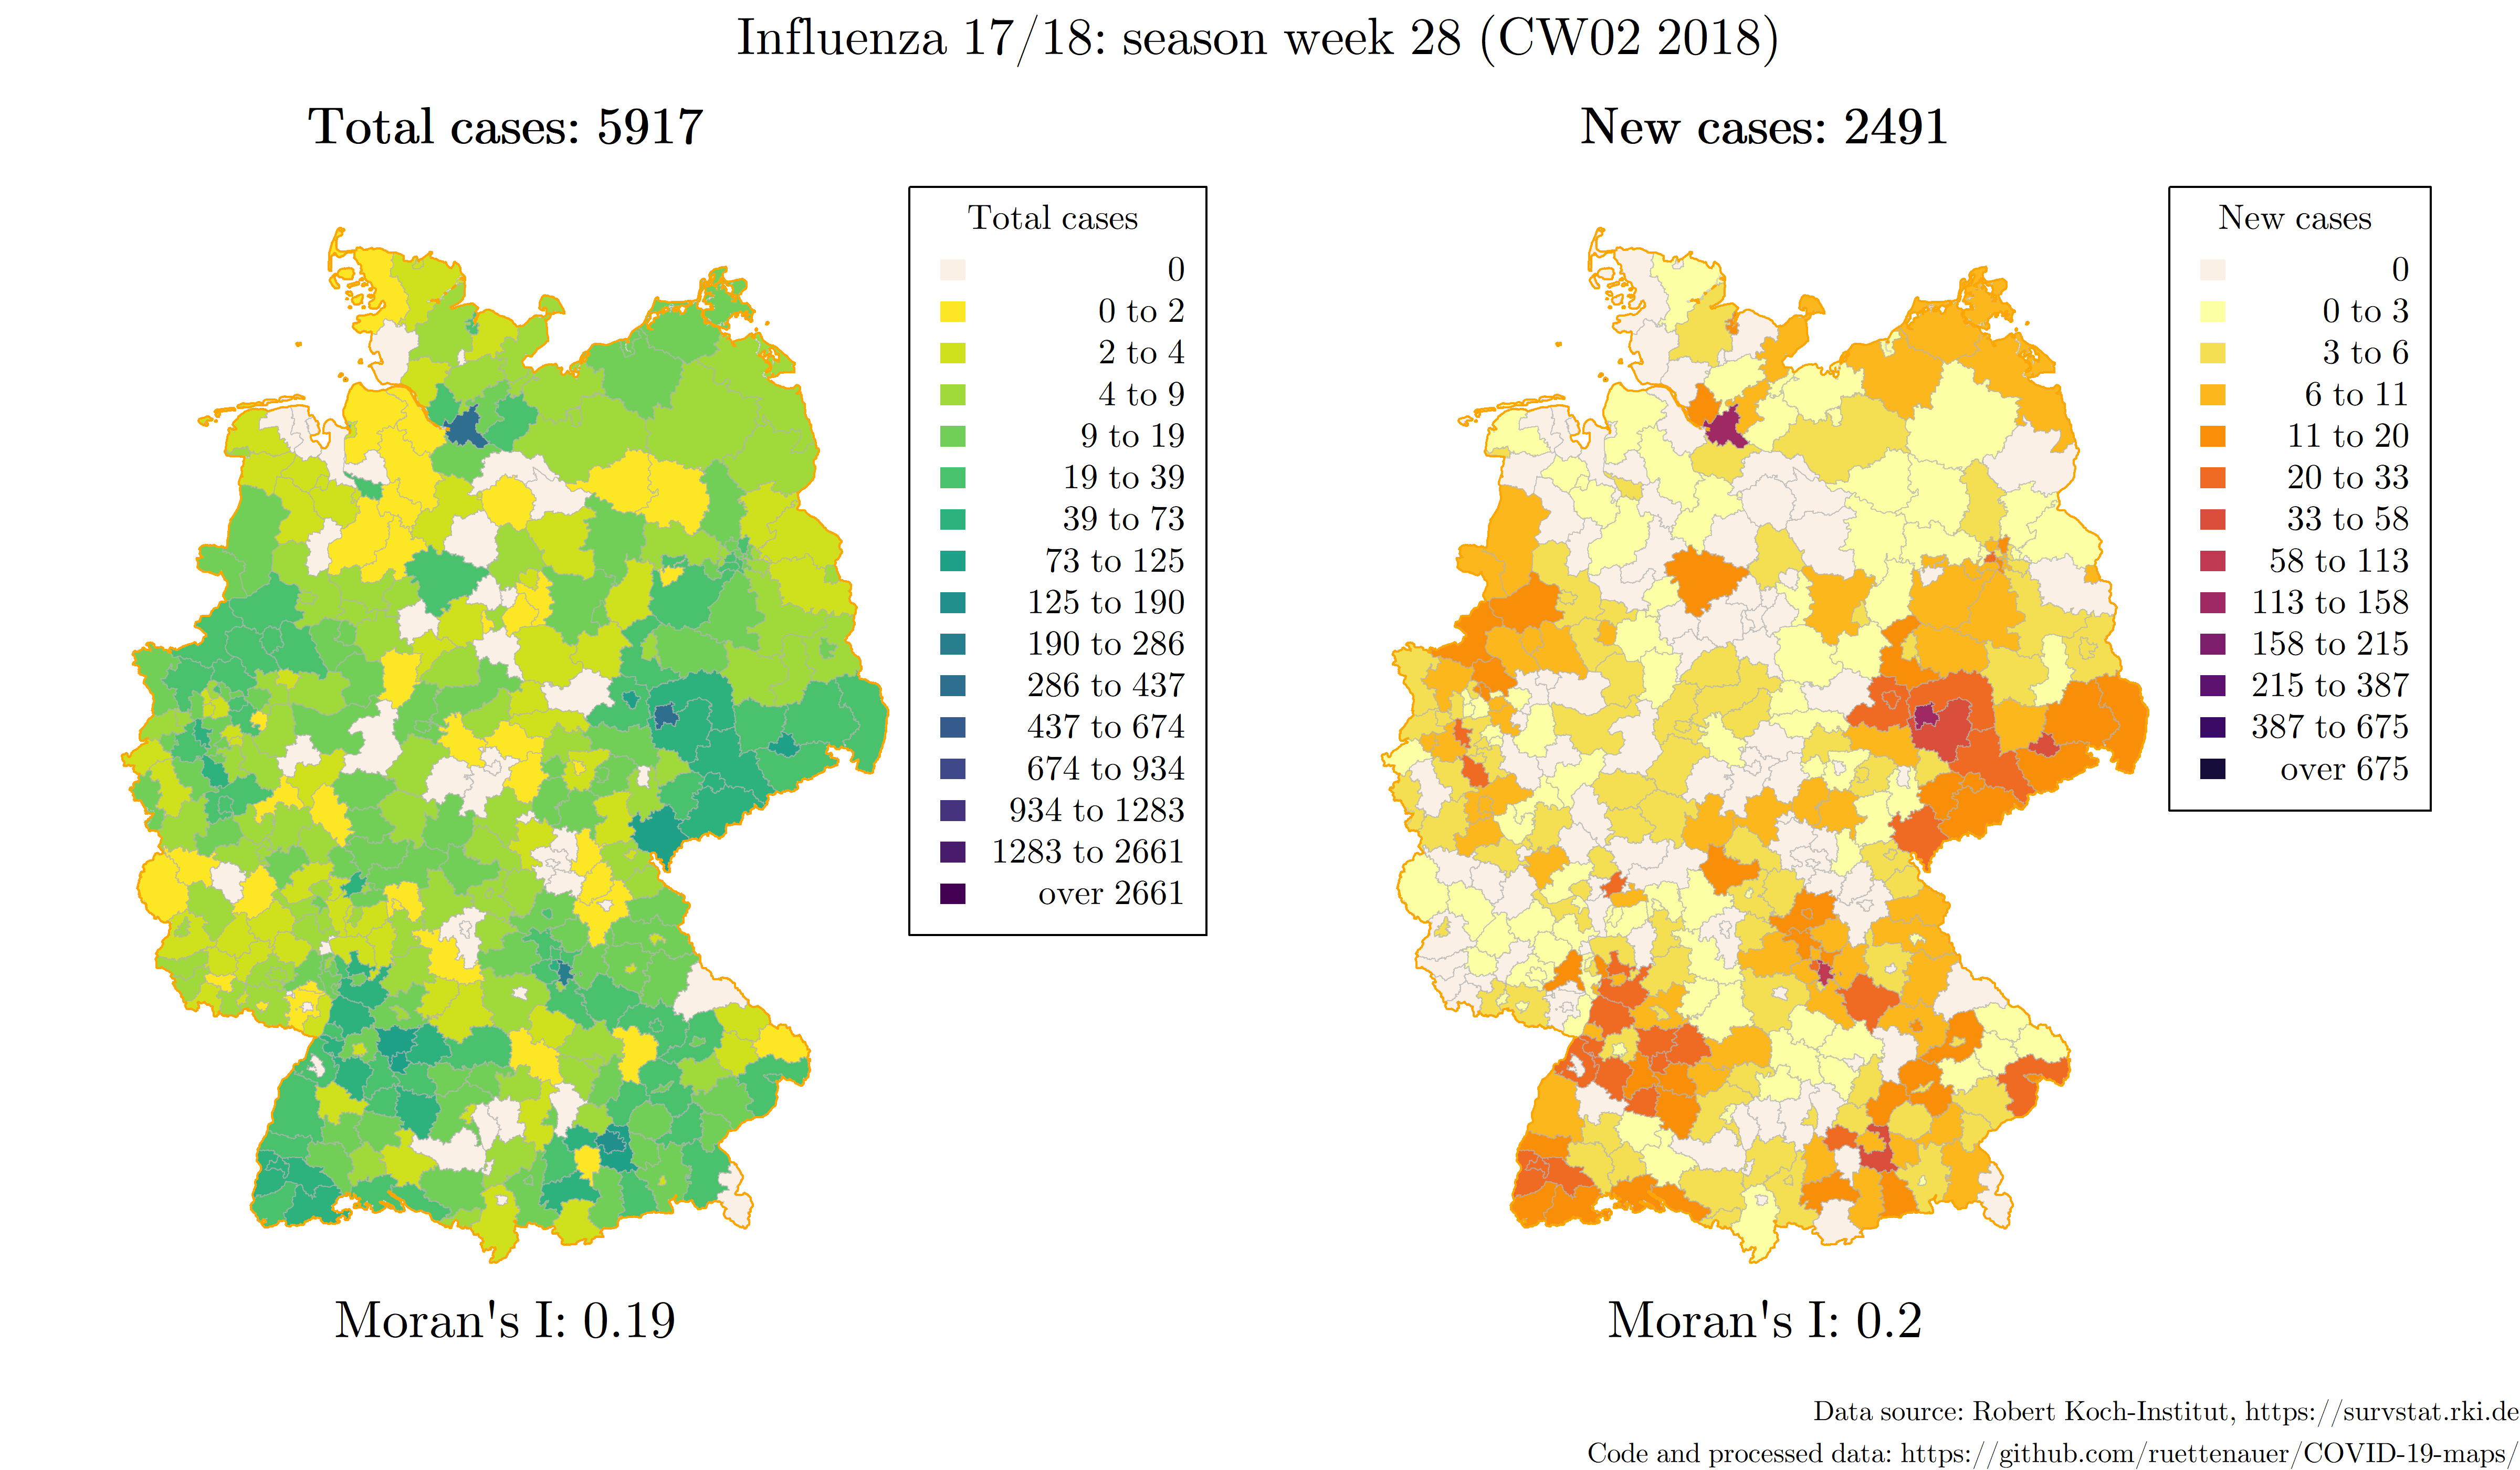 Influenza 17/18: season week 28 (CW02 2018)
Total cases: 5917
Total cases
0
0 to 2
2 to 4
4 to 9
9 to 19
19 to 39
39 to 73
73 to 125
125 to 190
190 to 286
286 to 437
437 to 674
674 to 934
934 to 1283
1283 to 2661
over 2661
Moran's I: 0.19
New cases: 2491
New cases
0
0 to 3
3 to 6
6 to 11
11 to 20
20 to 33
33 to 58
58 to 113
113 to 158
158 to 215
215 to 387
387 to 675
over 675
Moran's I: 0.2
Data source: Robert Koch-Institut, https://survstat.rki.de
Code and processed data: https://github.com/ruettenauer/COVID-19-maps/